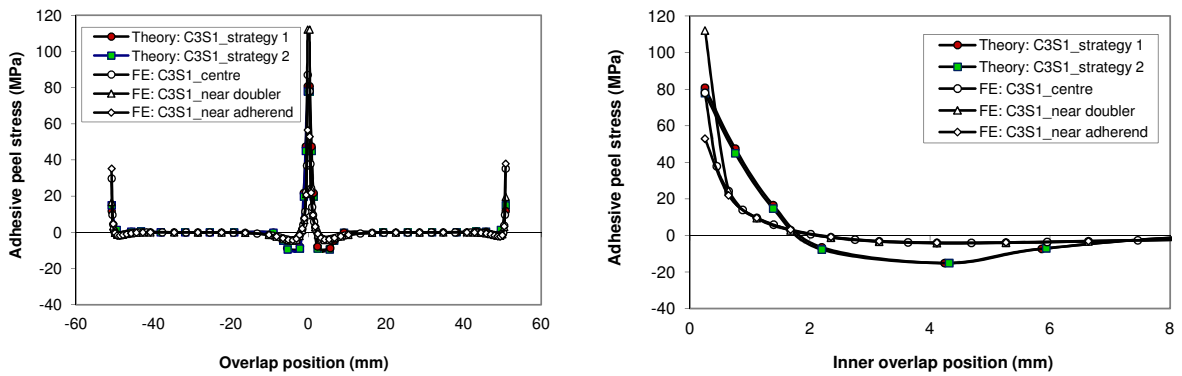 120
100
80
60
40
20
0
-20
-40
-60
-40
-20
0
20
40
60
Adhesive peel stress (MPa)
Overlap position (mm)
Theory: C3S1_strategy 1
Theory: C3S1_strategy 2
FE: C3S1_centre
FE: C3S1_near doubler
FE: C3S1_near adherend
120
100
80
60
40
20
0
-20
-40
0
2
4
6
8
Adhesive peel stress (MPa)
Inner overlap position (mm)
Theory: C3S1_strategy 1
Theory: C3S1_strategy 2
FE: C3S1_centre
FE: C3S1_near doubler
FE: C3S1_near adherend